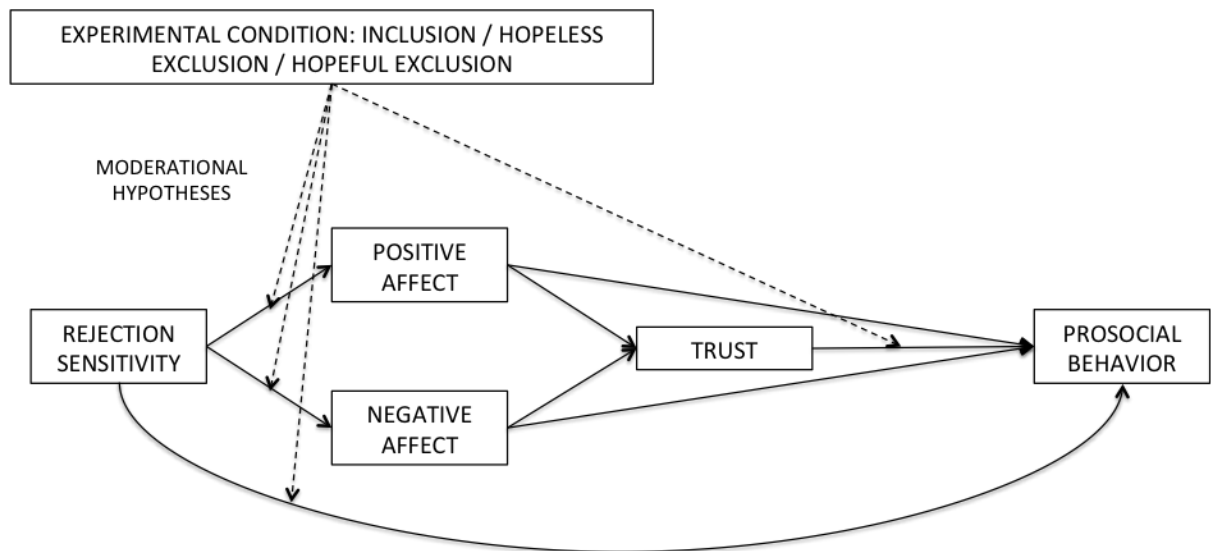 EXPERIMENTAL CONDITION: INCLUSION / HOPELESS
EXCLUSION / HOPEFUL EXCLUSION
MODERATIONAL
HYPOTHESES
POSITIVE
AFFECT
REJECTION
SENSITIVITY
TRUST
PROSOCIAL
BEHAVIOR
NEGATIVE
AFFECT